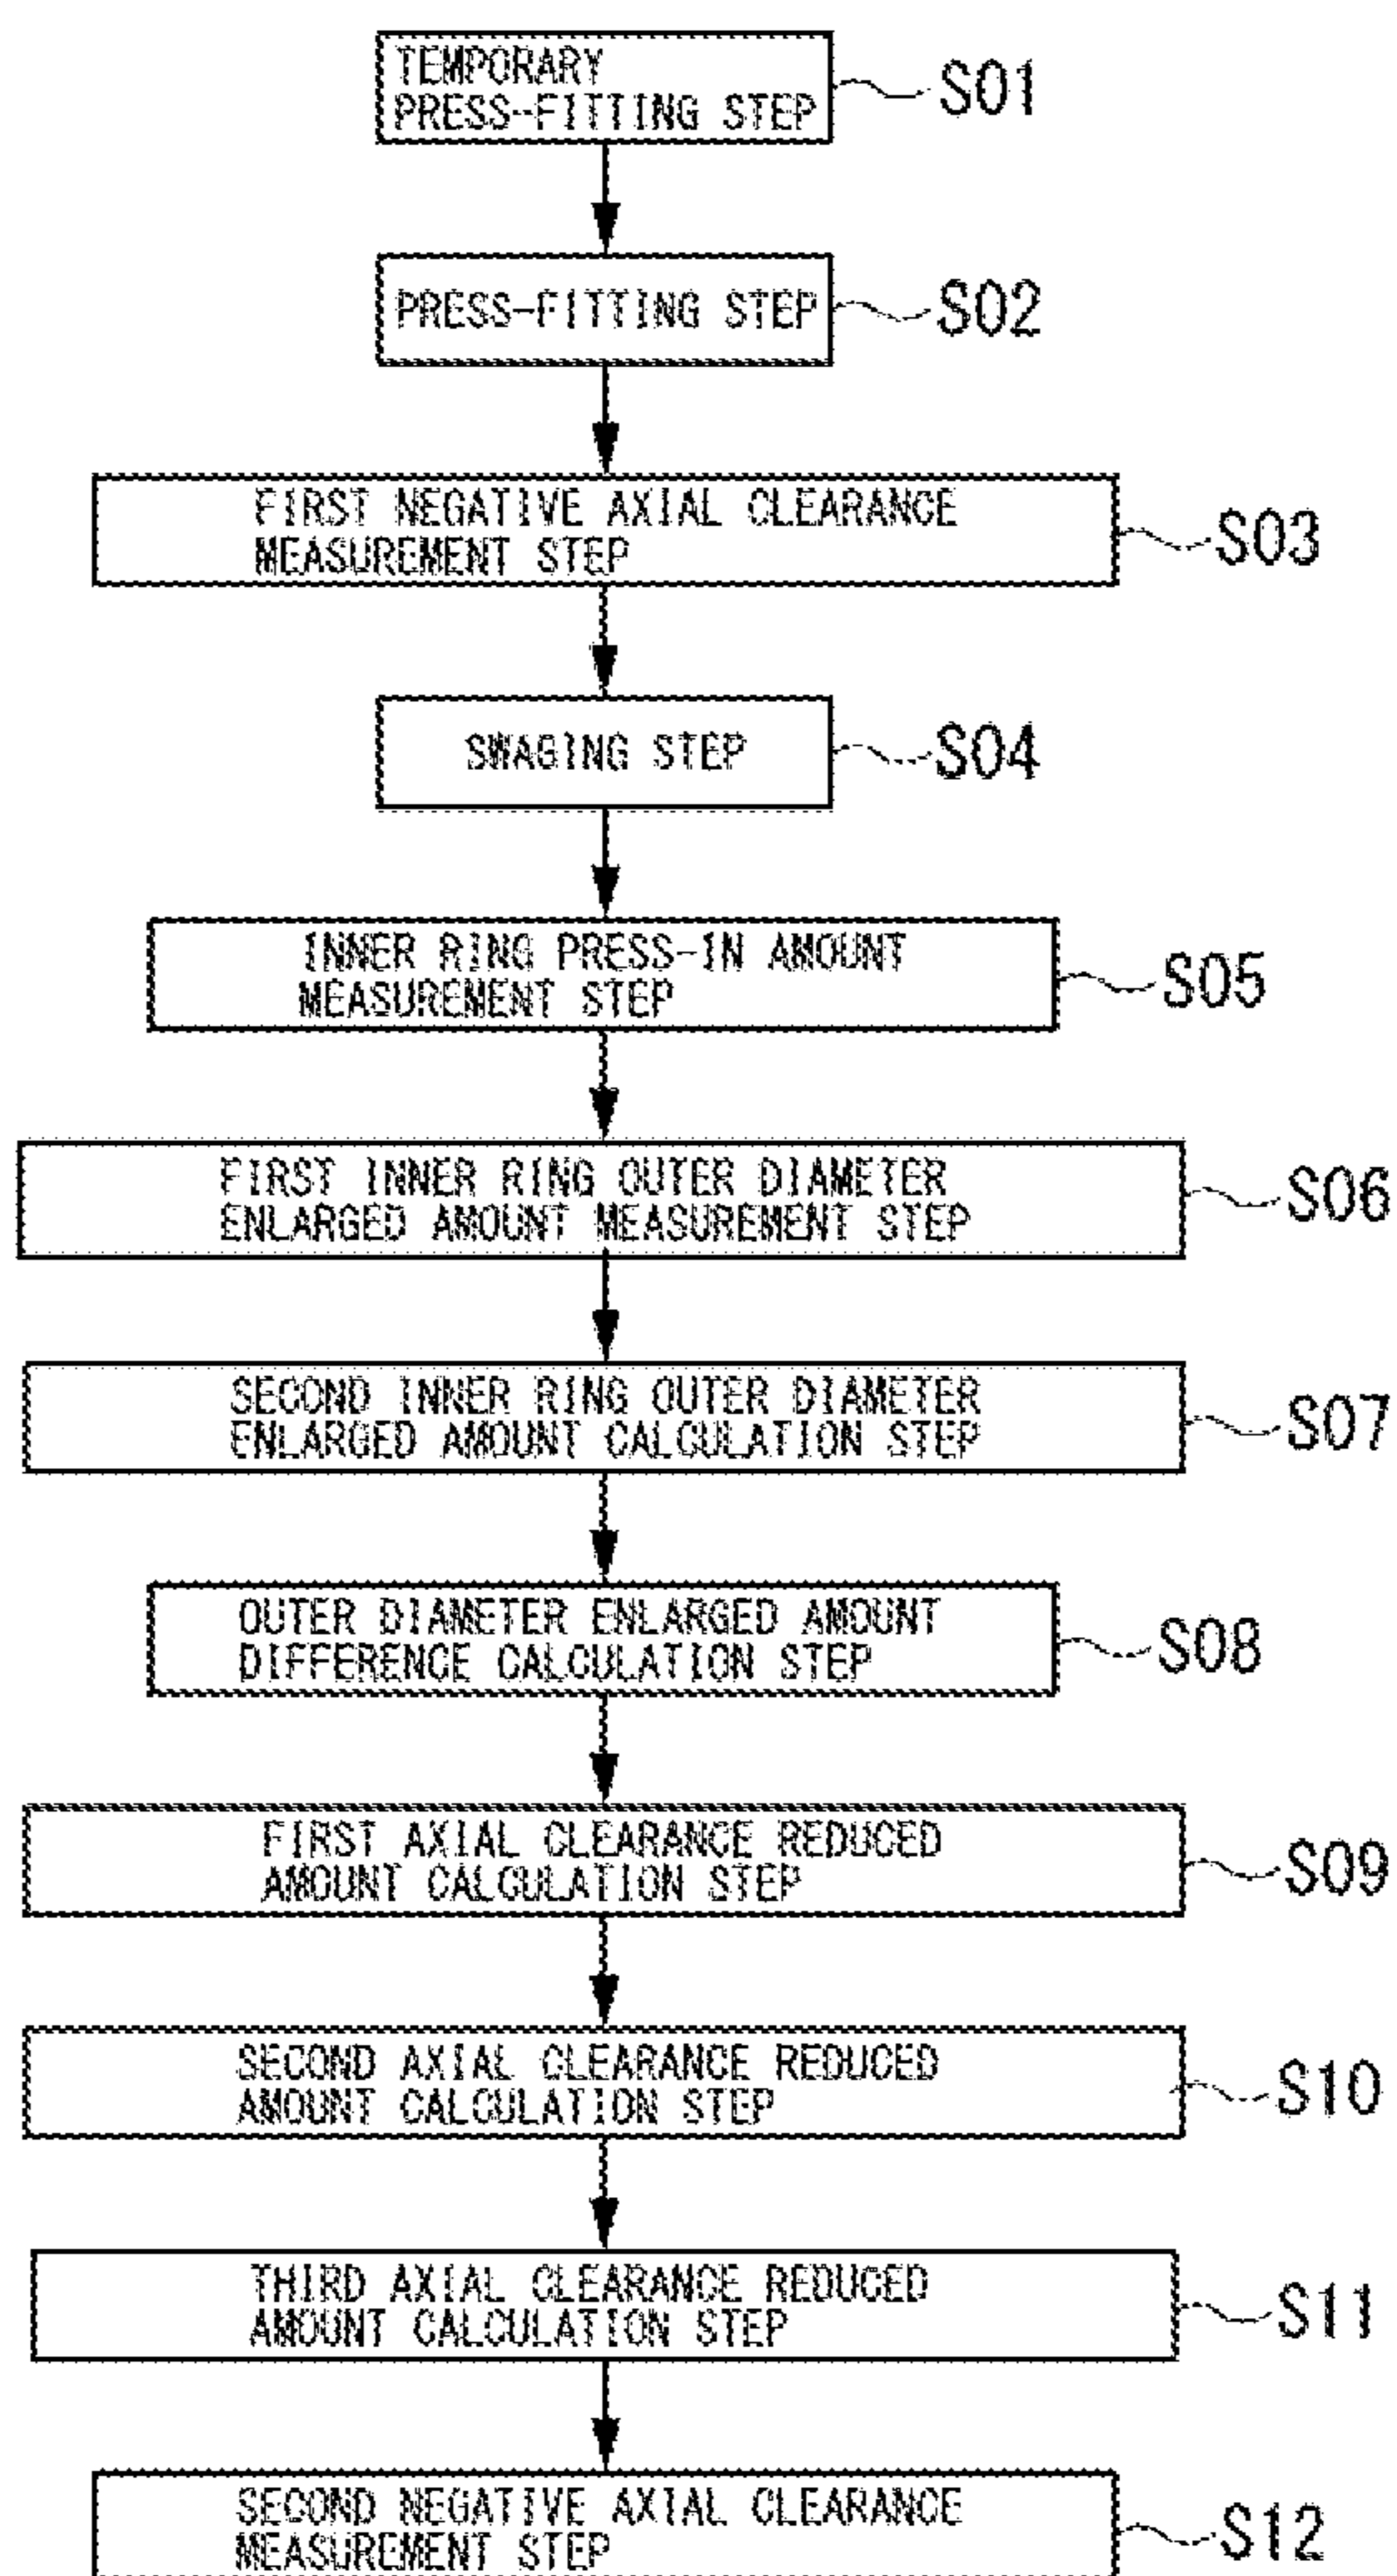 TEMPORARY
PRESS-FITTING STEP
S01
PRESS-FITTING STEP
S02
FIRST NEGATIVE AXIAL CLEARANCE
MEASUREMENT STEP
S03
SWAGING STEP
S04
INNER RING PRESS-IN AMOUNT
MEASUREMENT STEP
S05
FIRST INNER RING OUTER DIAMETER
ENLARGED AMOUNT MEASUREMENT STEP
S06
SECOND INNER RING OUTER DIAMETER
ENLARGED AMOUNT CALCULATION STEP
S07
OUTER DIAMETER ENLARGED AMOUNT
DIFFERENCE CALCULATION STEP
S08
FIRST AXIAL CLEARANCE REDUCED
AMOUNT CALCULATION STEP
S09
SECOND AXIAL CLEARANCE REDUCED
AMOUNT CALCULATION STEP
S10
THIRD AXIAL CLEARANCE REDUCED
AMOUNT CALCULATION STEP
S11
SECOND NEGATIVE AXIAL CLEARANCE
MEASUREMENT STEP
S12